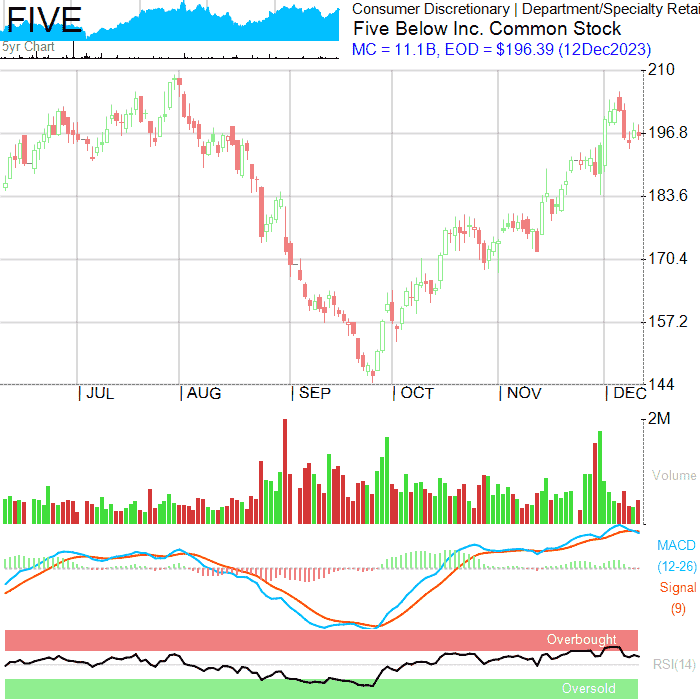 FIVE
5yr Chart
Consumer Discretionary | Department/Specialty Retai
Five Below Inc. Common Stock
MC = 11.1B, EOD = $196.39 (12Dec2023)
210
196.8
183.6
170.4
157.2
144
JUL AUG SEP OCT NOV DEC
2M
Volume
MACD
(12-26)
Signal
(9)
Overbought
RSI(14)
Oversold